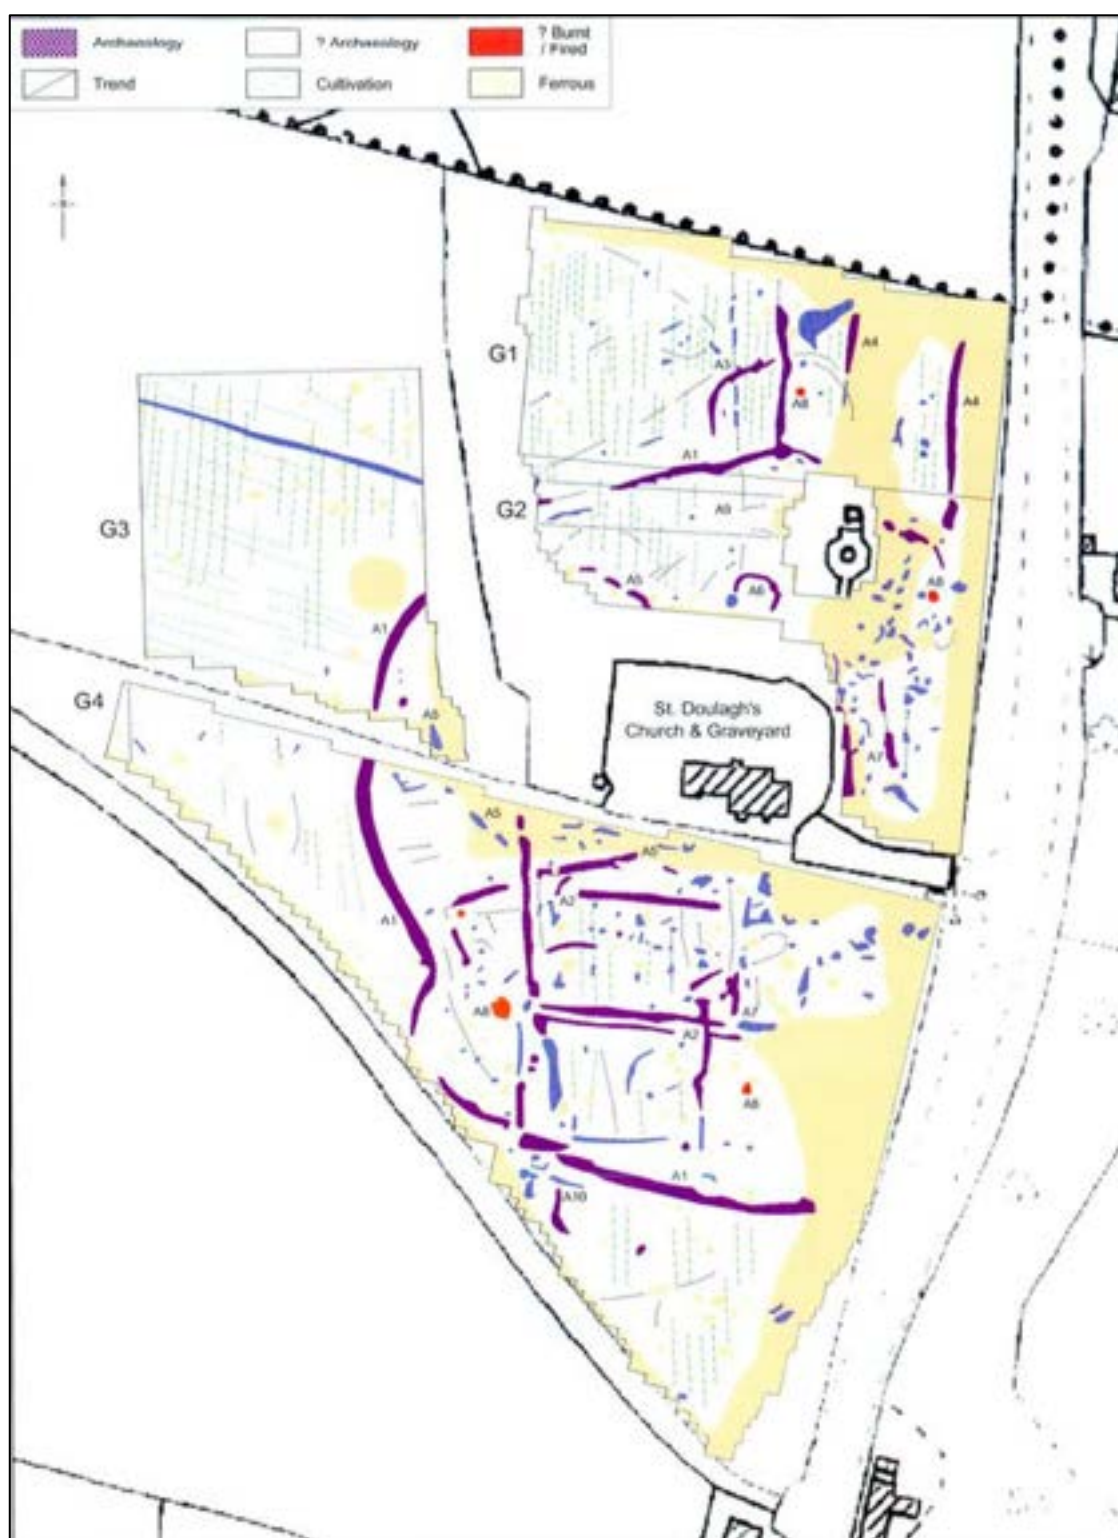 Archaeology
? Archaeology
? Burnt
/ Fired
Trend
Cultivation
Ferrous
G1
A3
A4
A8
A4
A1
G2
A9
G3
A5
A6
A8
A1
G4
A5
St. Doulagh's
Church & Graveyard
A7
A5
A5
A2
A1
A8
A7
A2
A8
A1
A10